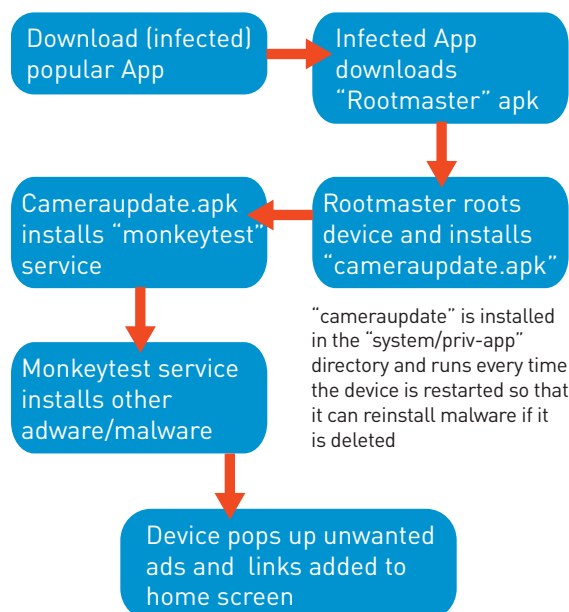 Download (infected)
popular App
Infected App
downloads
“Rootmaster” apk
Rootmaster roots
device and installs
“cameraupdate.apk”
“cameraupdate” is installed
in the “system/priv-app”
directory and runs every time
the device is restarted so that
it can reinstall malware if it
is deleted
Cameraupdate.apk
installs “monkeytest”
service
Monkeytest service
installs other
adware/malware
Device pops up unwanted
ads and links added to
home screen